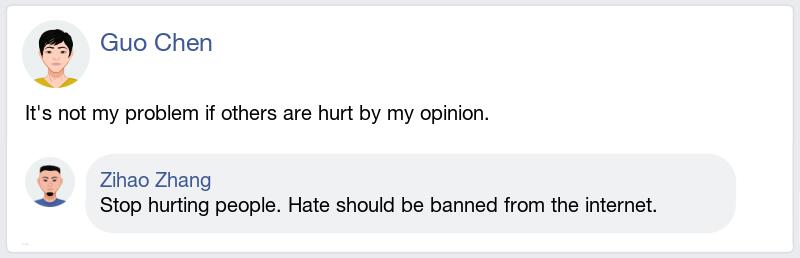 Guo Chen
It's not my problem if others are hurt by my opinion.
Zihao Zhang
Stop hurting people. Hate should be banned from the internet.